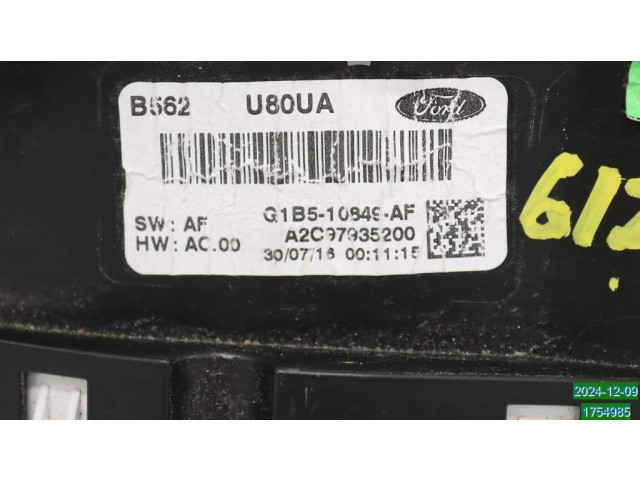 B562 U80UA Ford
G1B5-10849-AF
SW: AF
A2C97935200
HW: AC.00
30/07/16 00:11:15
612
2024-12-09
1754985